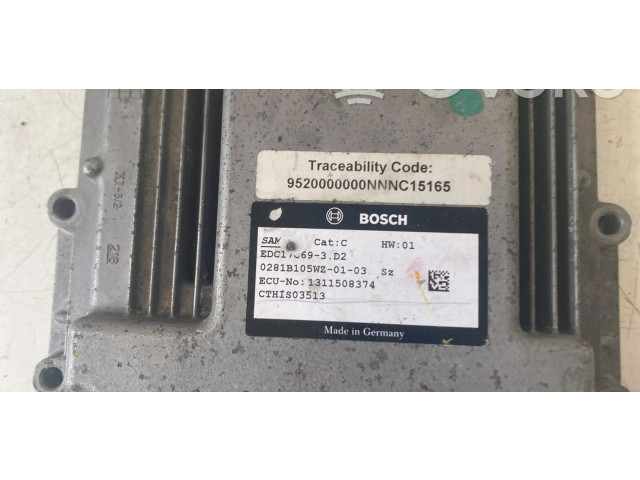 Traceability Code:
9520000000NNNC15165
BOSCH
Cat:C HW:01
0281B105WZ-01-03 Sz
ECU-No:1311508374
CTHIS03513
Made in Germany